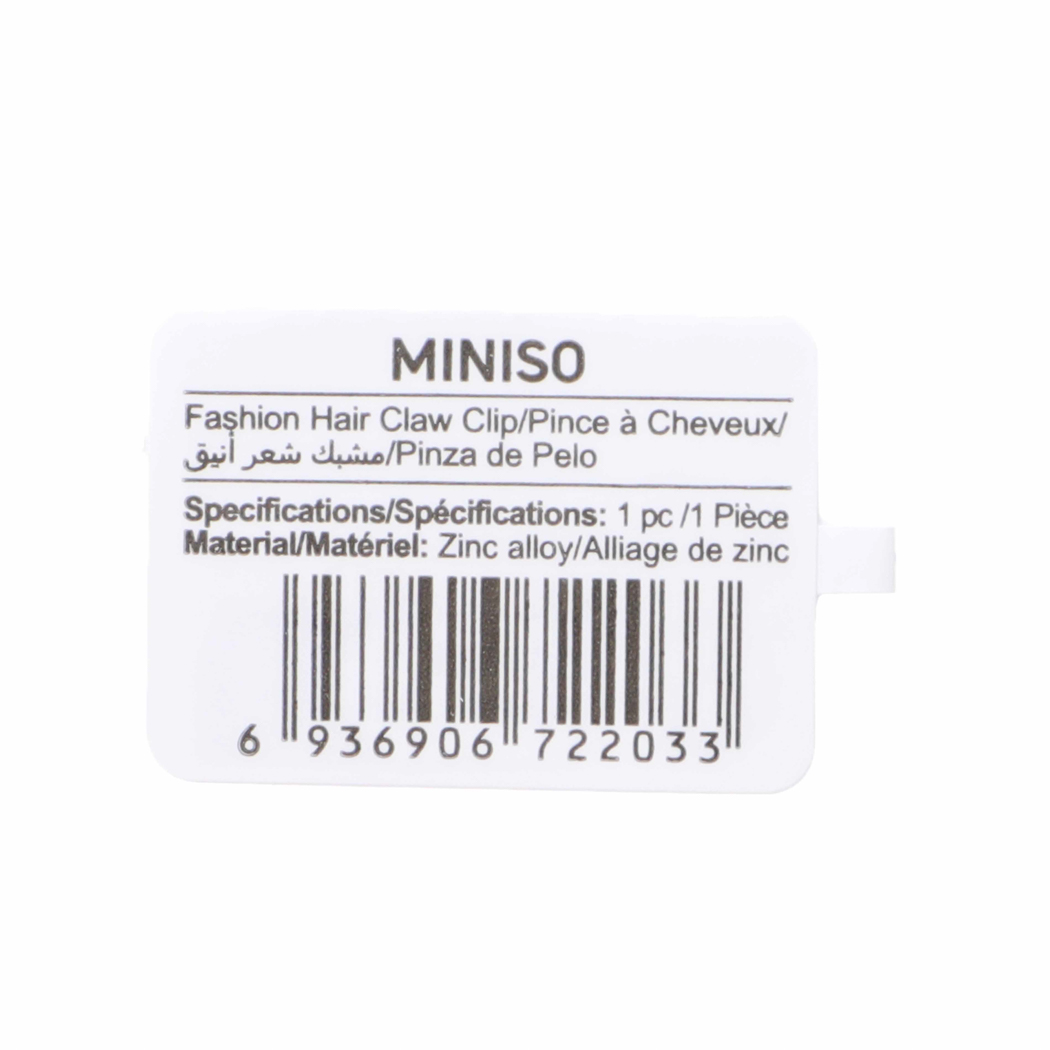 MINISO
Fashion Hair Claw Clip/Pince à Cheveux/
مشبك شعر أنيق/Pinza de Pelo
Specifications/Spécifications: 1 pc /1 Pièce
Material/Matériel: Zinc alloy/Alliage de zinc
6 936906 722033